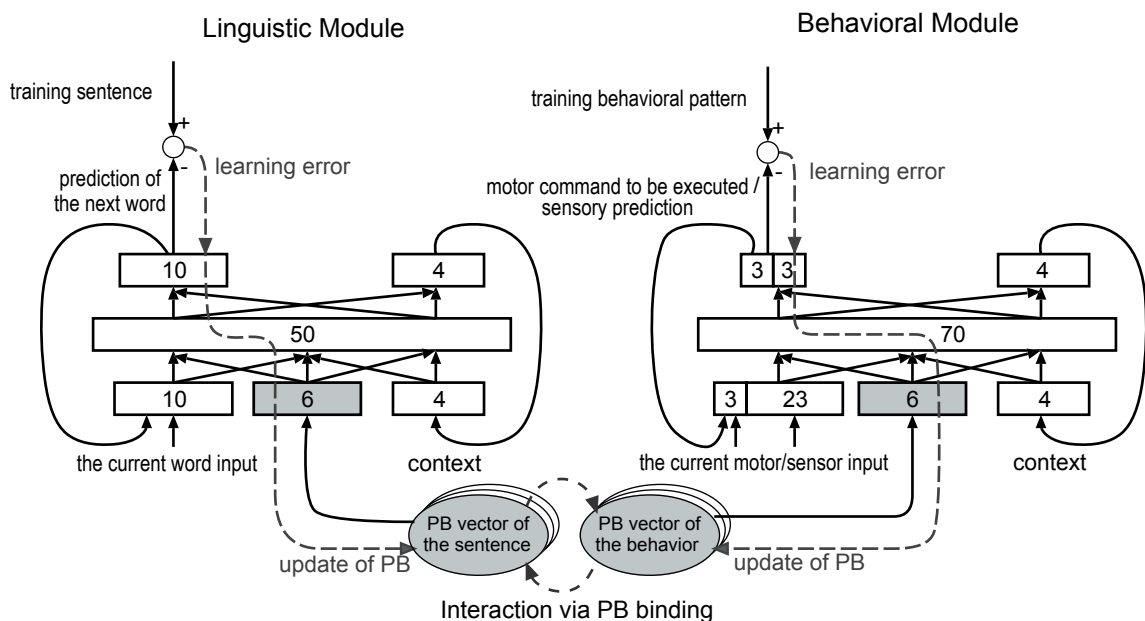 Linguistic Module
Behavioral Module
training sentence
training behavioral pattern
+
+
-
-
learning error
learning error
prediction of
the next word
motor command to be executed /
sensory prediction
10
4
3
3
4
50
70
10
6
4
3
23
6
4
the current word input
context
the current motor/sensor input
context
PB vector of
the sentence
PB vector of
the behavior
update of PB
update of PB
Interaction via PB binding